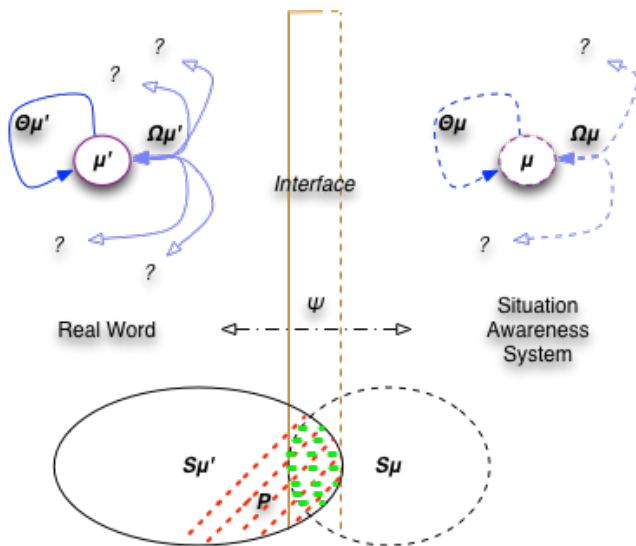 ?
?
?
Θμ'
Ωμ'
Θμ
Ωμ
μ'
μ
Interface
?
?
?
Ψ
Real Word
Situation
Awareness
System
Sμ'
Sμ
P